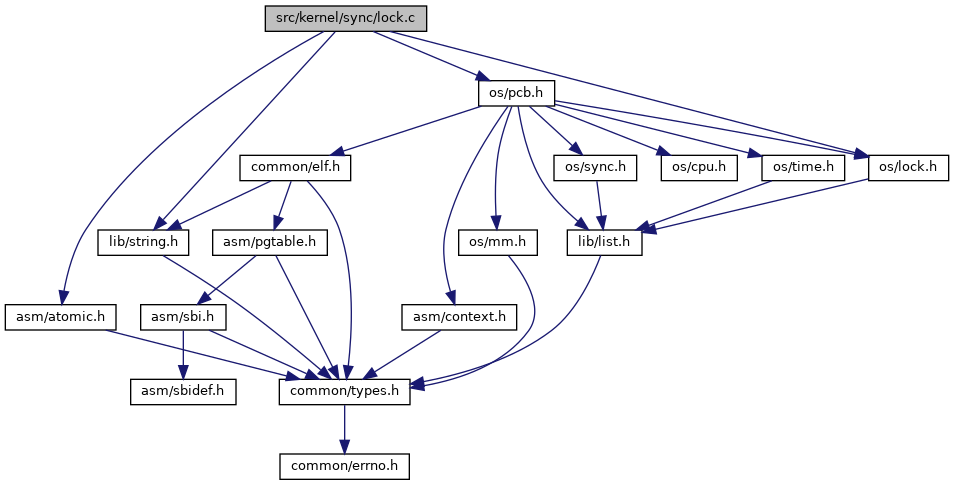 src/kernel/sync/lock.c
os/pcb.h
common/elf.h
os/sync.h
os/cpu.h
os/time.h
os/lock.h
lib/string.h
asm/pgtable.h
os/mm.h
lib/list.h
asm/atomic.h
asm/sbi.h
asm/context.h
asm/sbidef.h
common/types.h
common/errno.h